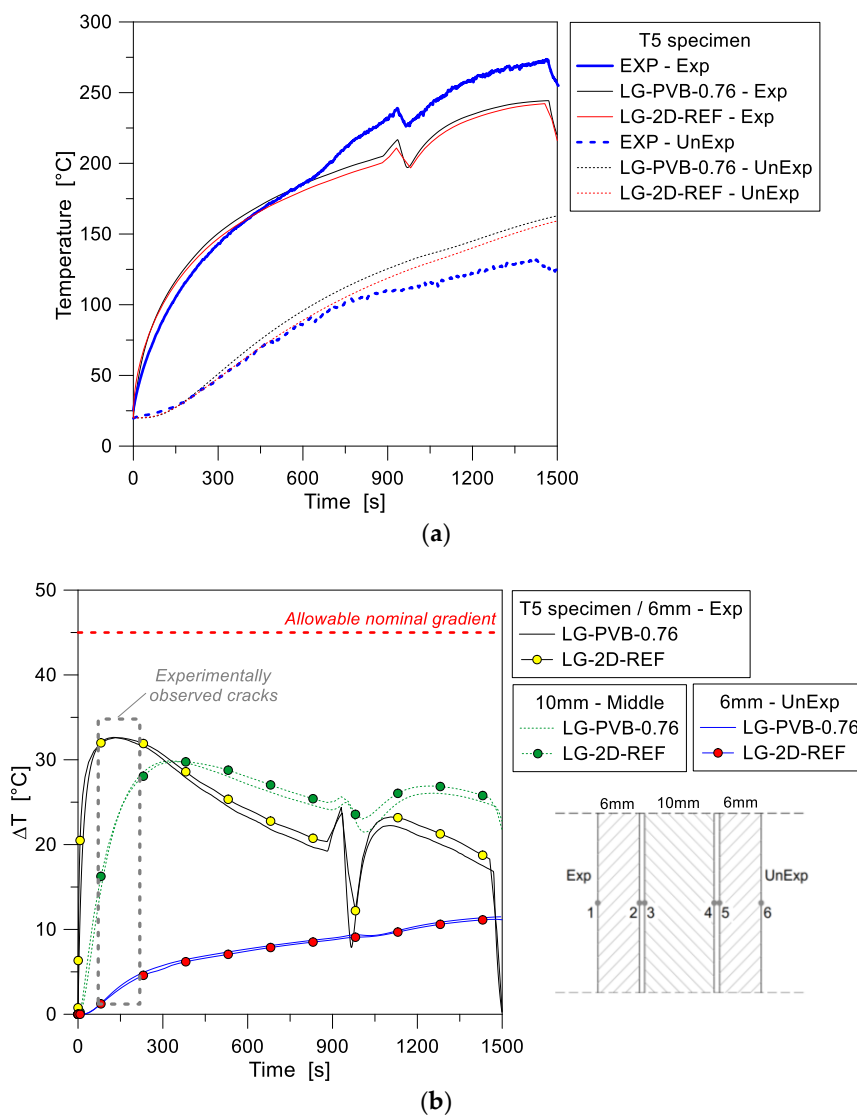 300
250
200
150
100
50
0
Temperature [°C]
0 300 600 900 1200 1500
Time [s]
T5 specimen
EXP - Exp
LG-PVB-0.76 - Exp
LG-2D-REF - Exp
EXP - UnExp
LG-PVB-0.76 - UnExp
LG-2D-REF - UnExp
(a)
50
40
30
20
10
0
ΔT [°C]
Allowable nominal gradient
Experimentally
observed cracks
0 300 600 900 1200 1500
Time [s]
T5 specimen / 6mm - Exp
LG-PVB-0.76
LG-2D-REF
10mm - Middle
LG-PVB-0.76
LG-2D-REF
6mm - UnExp
LG-PVB-0.76
LG-2D-REF
6mm 10mm 6mm
Exp UnExp
1 2 3 4 5 6
(b)